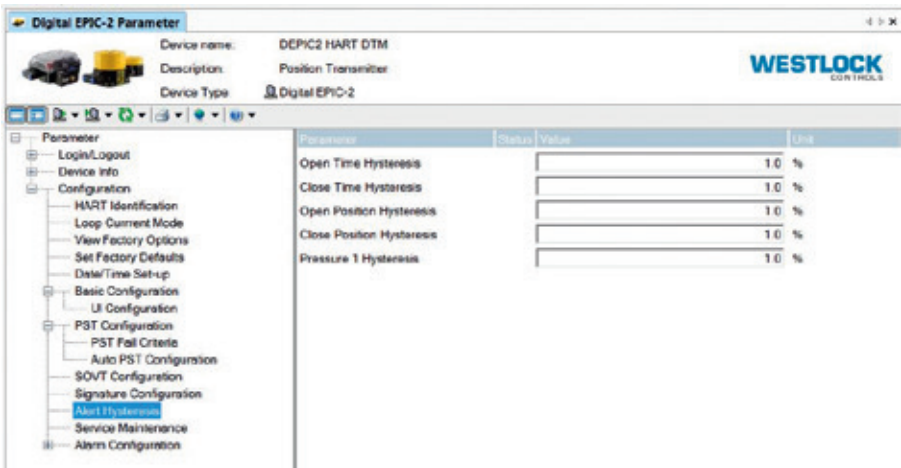 Digital EPIC-2 Parameter
Device name: DEPIC2 HART DTM
Description: Position Transmitter
Device Type Digital EPIC-2
WESTLOCK
CONTROLS
Parameter
Login/Logout
Device Info
Configuration
HART Identification
Loop Current Mode
View Factory Options
Set Factory Defaults
Date/Time Set-up
Basic Configuration
UI Configuration
PST Configuration
PST Fail Criteria
Auto PST Configuration
SOVT Configuration
Signature Configuration
Alert Hysteresis
Service Maintenance
Alarm Configuration
Parameter Status Value Unit
Open Time Hysteresis 1.0 %
Close Time Hysteresis 1.0 %
Open Position Hysteresis 1.0 %
Close Position Hysteresis 1.0 %
Pressure 1 Hysteresis 1.0 %